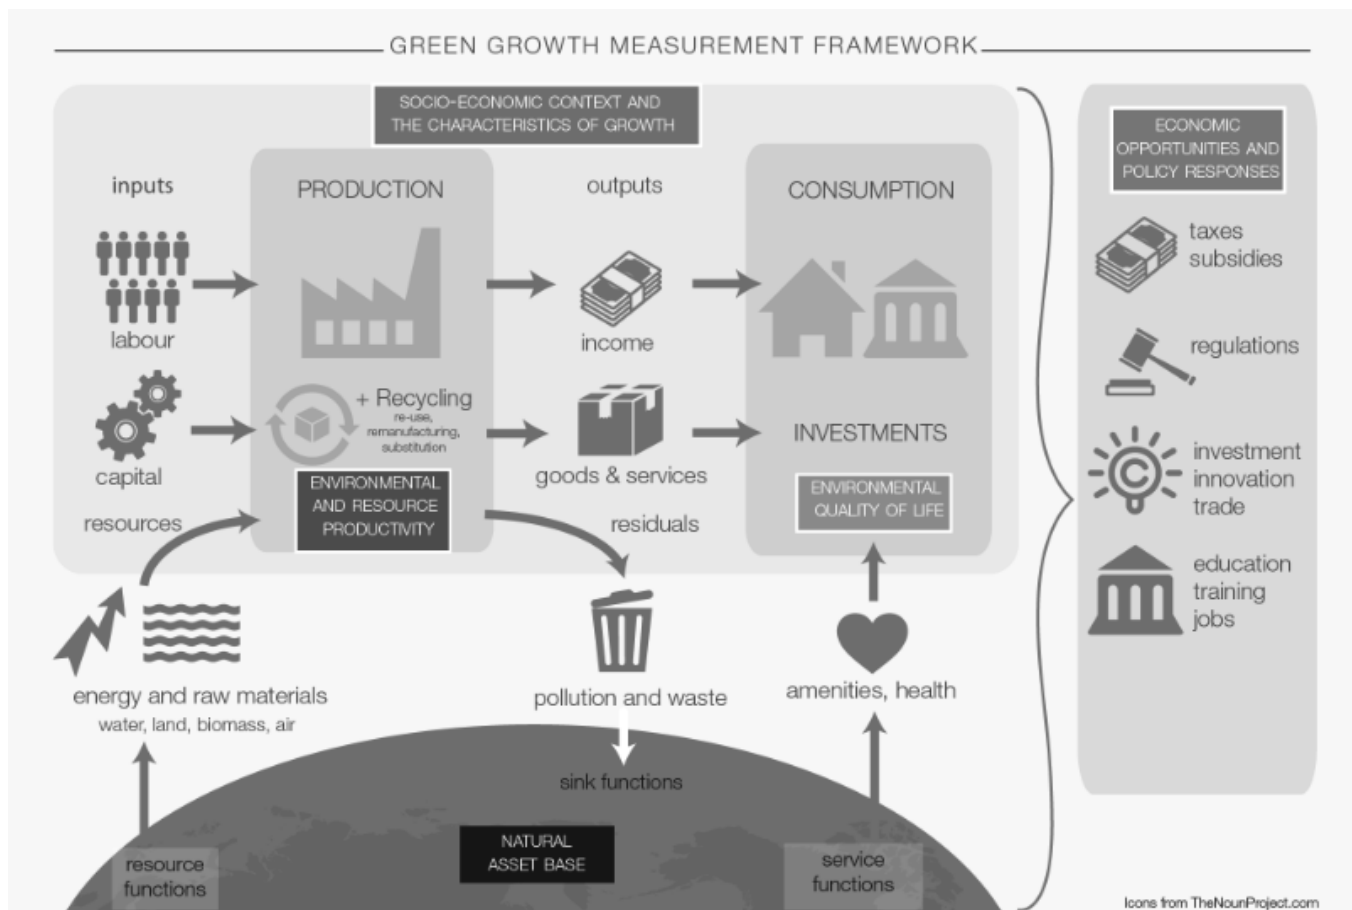 GREEN GROWTH MEASUREMENT FRAMEWORK
SOCIO-ECONOMIC CONTEXT AND
THE CHARACTERISTICS OF GROWTH
inputs
PRODUCTION
outputs
CONSUMPTION
labour
income
+ Recycling
re-use,
remanufacturing,
substitution
INVESTMENTS
capital
goods & services
ENVIRONMENTAL
AND RESOURCE
PRODUCTIVITY
ENVIRONMENTAL
QUALITY OF LIFE
resources
residuals
energy and raw materials
water, land, biomass, air
pollution and waste
amenities, health
sink functions
NATURAL
ASSET BASE
resource
functions
service
functions
ECONOMIC
OPPORTUNITIES AND
POLICY RESPONSES
taxes
subsidies
regulations
C
investment
innovation
trade
education
training
jobs
Icons from TheNounProject.com